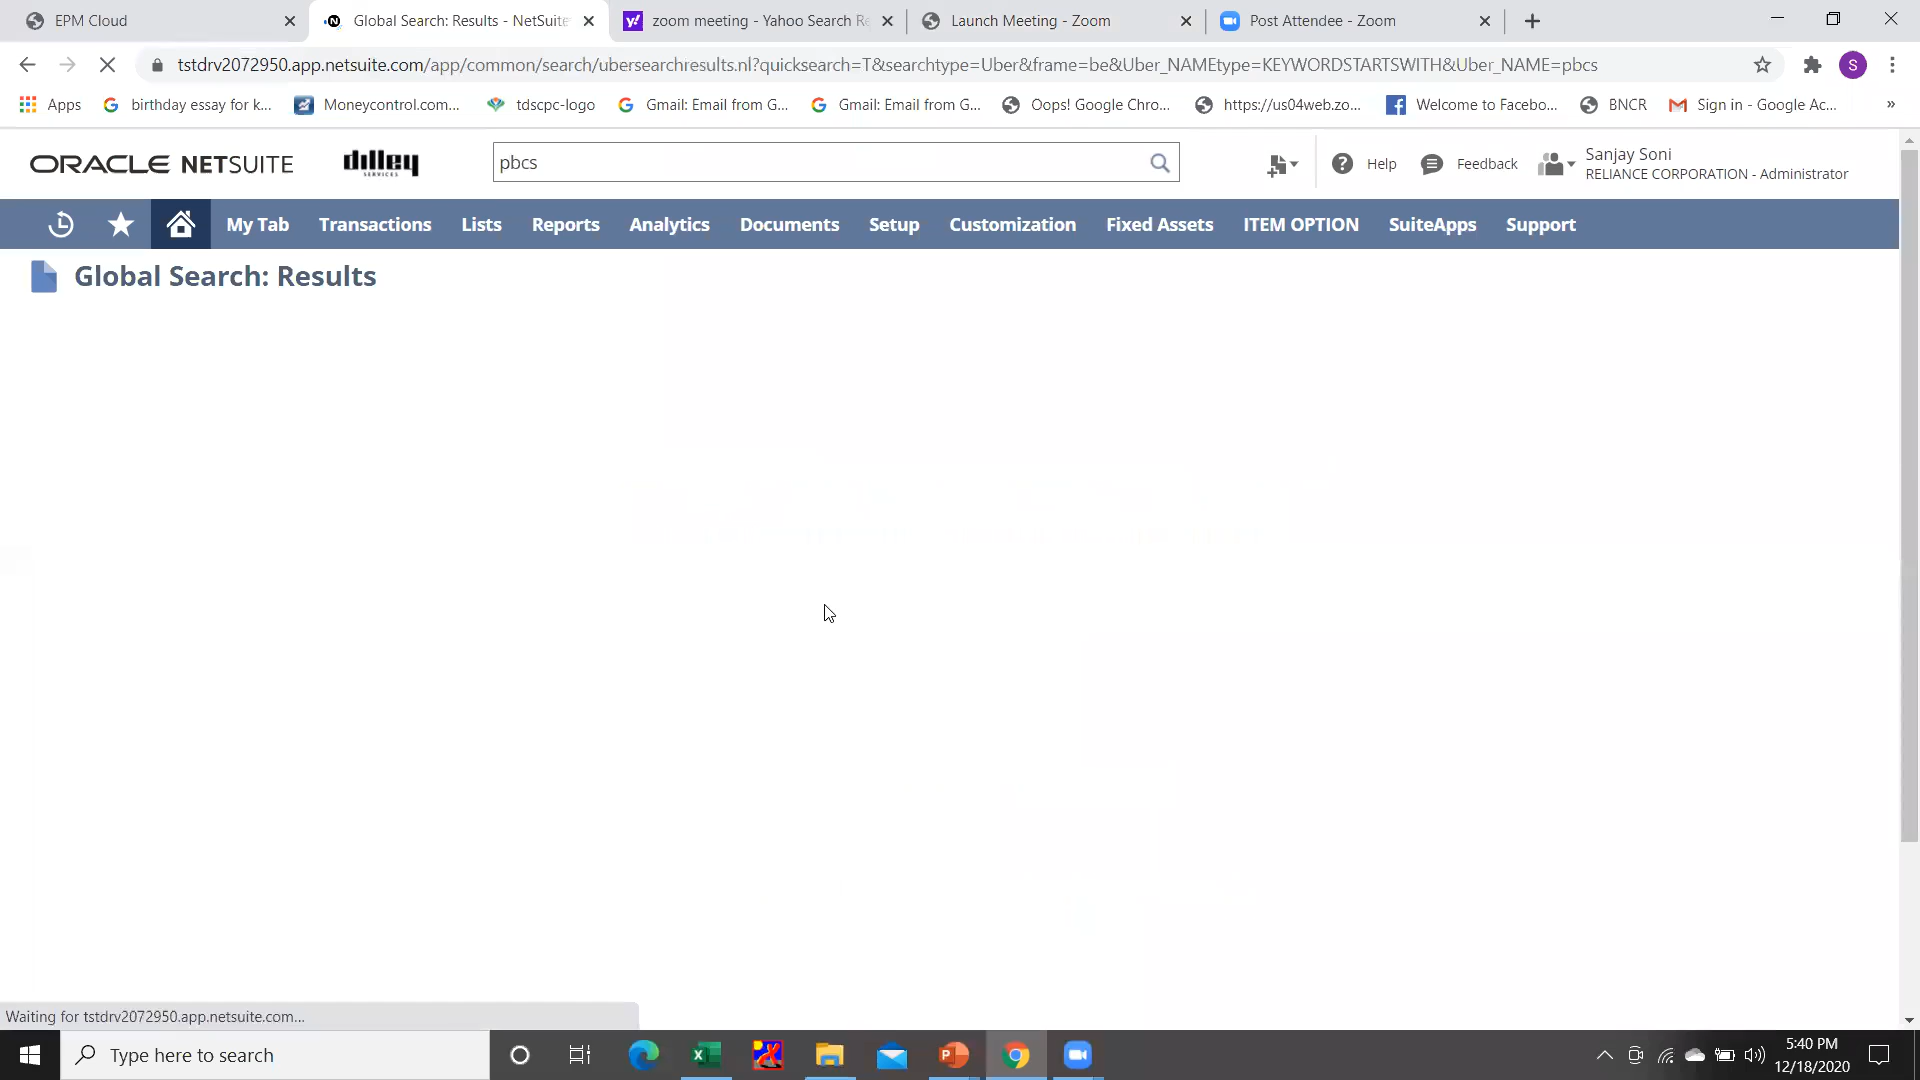 EPM Cloud
Global Search: Results - NetSuite
zoom meeting - Yahoo Search Re
Launch Meeting - Zoom
Post Attendee - Zoom
tstdrv2072950.app.netsuite.com/app/common/search/ubersearchresults.nl?quicksearch=T&searchtype=Uber&frame=be&Uber_NAMEtype=KEYWORDSTARTSWITH&Uber_NAME=pbcs
S
Apps
birthday essay for k...
Moneycontrol.com...
tdscpc-logo
Gmail: Email from G...
Gmail: Email from G...
Oops! Google Chro...
https://us04web.zo...
Welcome to Facebo...
BNCR
Sign in - Google Ac...
»
ORACLE NETSUITE
dilley
SERVICES
pbcs
Help
Feedback
Sanjay Soni
RELIANCE CORPORATION - Administrator
My Tab
Transactions
Lists
Reports
Analytics
Documents
Setup
Customization
Fixed Assets
ITEM OPTION
SuiteApps
Support
Global Search: Results
Waiting for tstdrv2072950.app.netsuite.com...
Type here to search
5:40 PM
12/18/2020